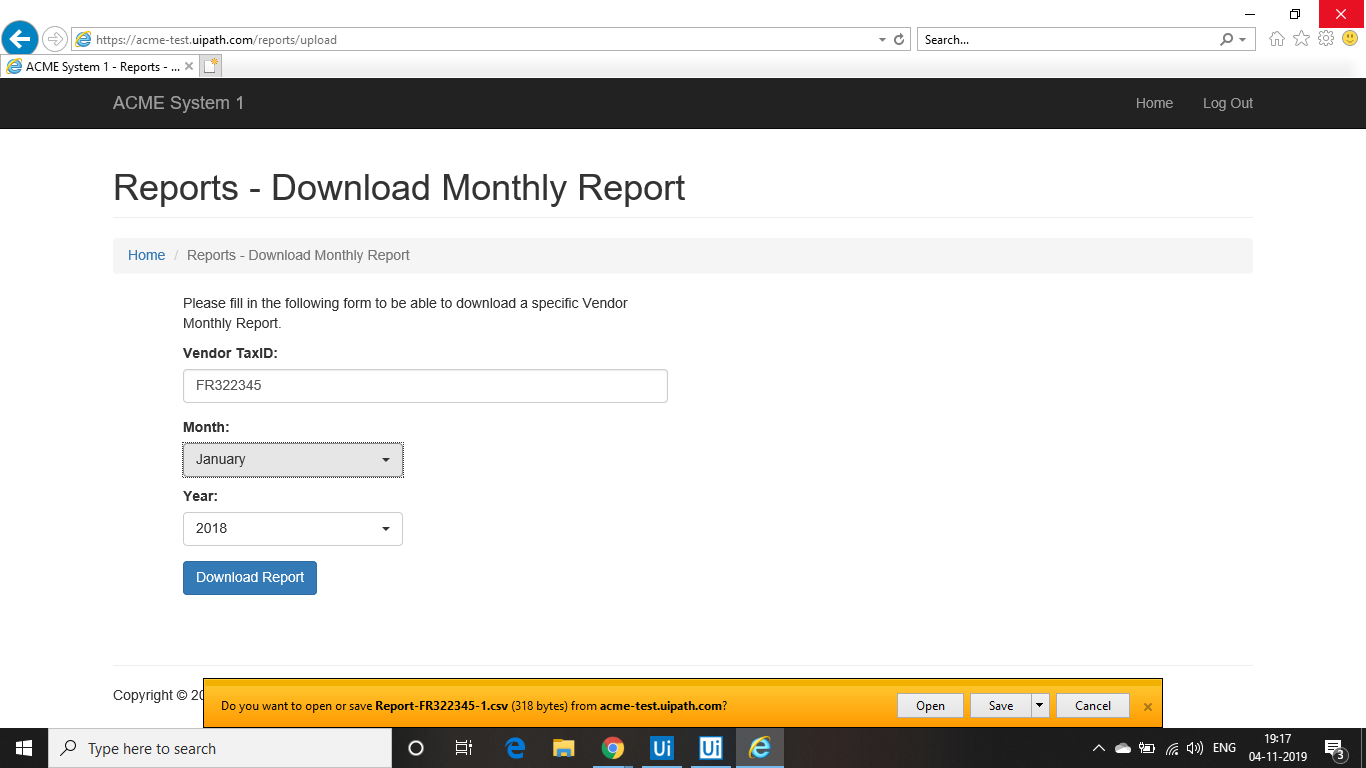 https://acme-test.uipath.com/reports/upload
Search...
ACME System 1 - Reports - ...
ACME System 1
Home
Log Out
Reports - Download Monthly Report
Home / Reports - Download Monthly Report
Please fill in the following form to be able to download a specific Vendor
Monthly Report.
Vendor TaxID:
FR322345
Month:
January
Year:
2018
Download Report
Copyright © 20
Do you want to open or save Report-FR322345-1.csv (318 bytes) from acme-test.uipath.com?
Open
Save
Cancel
Type here to search
Ui
Ui
ENG
19:17
04-11-2019
3